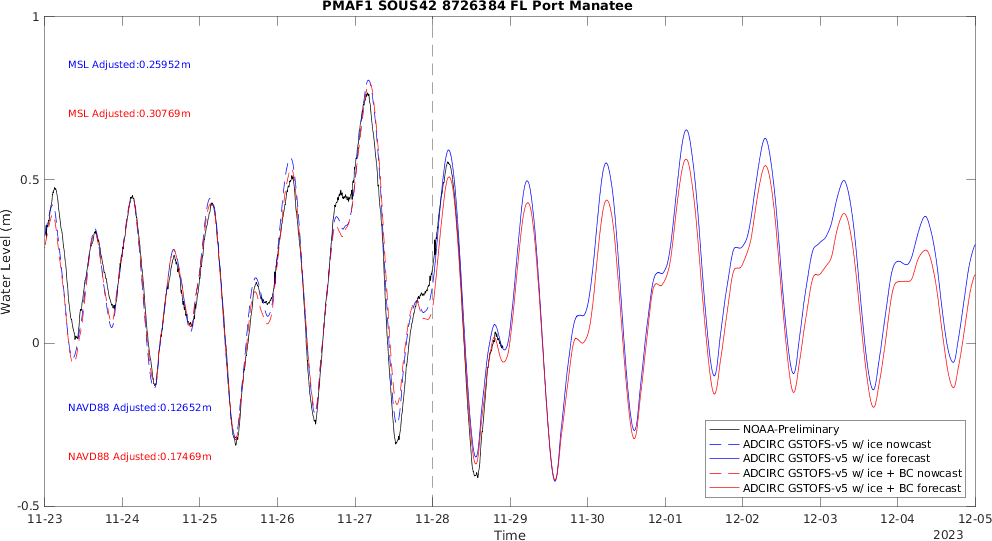 PMAF1 SOUS42 8726384 FL Port Manatee
1
0.5
0
-0.5
Water Level (m)
MSL Adjusted:0.25952m
MSL Adjusted:0.30769m
NAVD88 Adjusted:0.12652m
NAVD88 Adjusted:0.17469m
NOAA-Preliminary
ADCIRC GSTOFS-v5 w/ ice nowcast
ADCIRC GSTOFS-v5 w/ ice forecast
ADCIRC GSTOFS-v5 w/ ice + BC nowcast
ADCIRC GSTOFS-v5 w/ ice + BC forecast
11-23 11-24 11-25 11-26 11-27 11-28 11-29 11-30 12-01 12-02 12-03 12-04 12-05
Time
2023